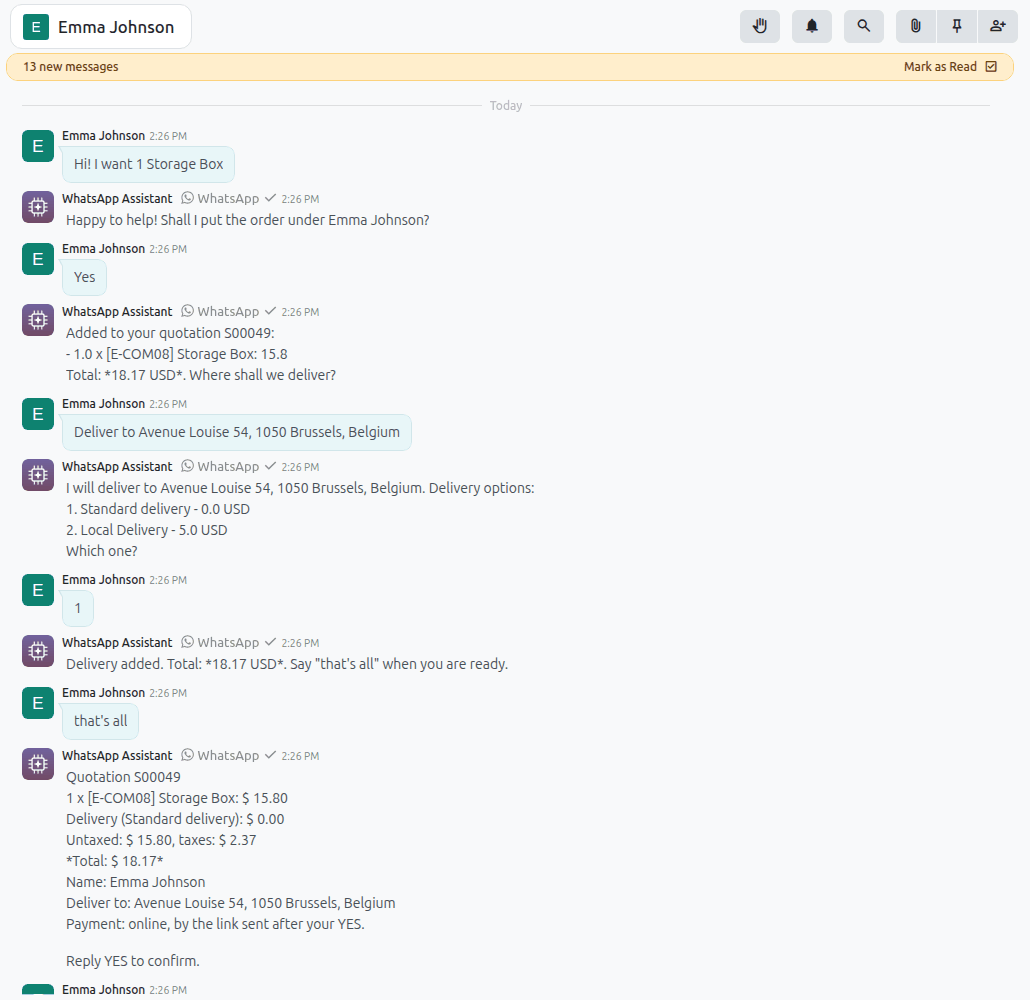 E Emma Johnson
13 new messages Mark as Read
Today
E Emma Johnson 2:26 PM
Hi! I want 1 Storage Box
WhatsApp Assistant WhatsApp 2:26 PM
Happy to help! Shall I put the order under Emma Johnson?
E Emma Johnson 2:26 PM
Yes
WhatsApp Assistant WhatsApp 2:26 PM
Added to your quotation S00049:
- 1.0 x [E-COM08] Storage Box: 15.8
Total: *18.17 USD*. Where shall we deliver?
E Emma Johnson 2:26 PM
Deliver to Avenue Louise 54, 1050 Brussels, Belgium
WhatsApp Assistant WhatsApp 2:26 PM
I will deliver to Avenue Louise 54, 1050 Brussels, Belgium. Delivery options:
1. Standard delivery - 0.0 USD
2. Local Delivery - 5.0 USD
Which one?
E Emma Johnson 2:26 PM
1
WhatsApp Assistant WhatsApp 2:26 PM
Delivery added. Total: *18.17 USD*. Say "that's all" when you are ready.
E Emma Johnson 2:26 PM
that's all
WhatsApp Assistant WhatsApp 2:26 PM
Quotation S00049
1 x [E-COM08] Storage Box: $ 15.80
Delivery (Standard delivery): $ 0.00
Untaxed: $ 15.80, taxes: $ 2.37
*Total: $ 18.17*
Name: Emma Johnson
Deliver to: Avenue Louise 54, 1050 Brussels, Belgium
Payment: online, by the link sent after your YES.
Reply YES to confirm.
Emma Johnson 2:26 PM